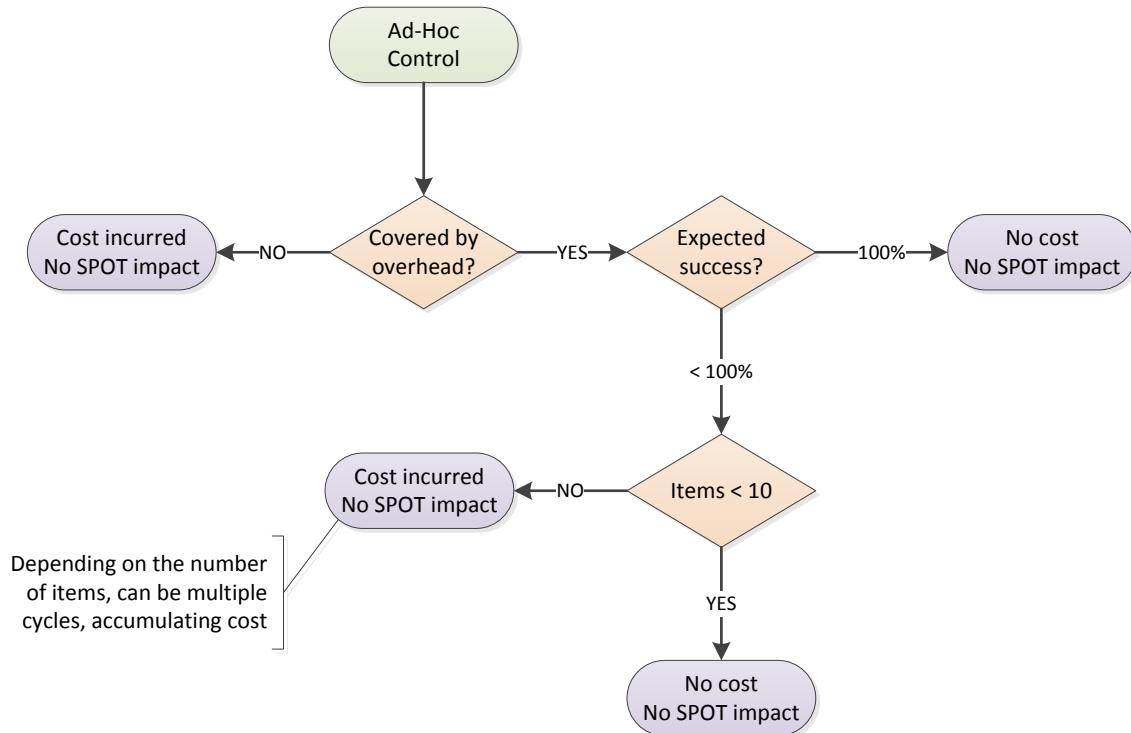 Ad-Hoc
Control
Cost incurred
No SPOT impact
NO
Covered by
overhead?
YES
Expected
success?
100%
No cost
No SPOT impact
< 100%
Cost incurred
No SPOT impact
NO
Items < 10
Depending on the number
of items, can be multiple
cycles, accumulating cost
YES
No cost
No SPOT impact